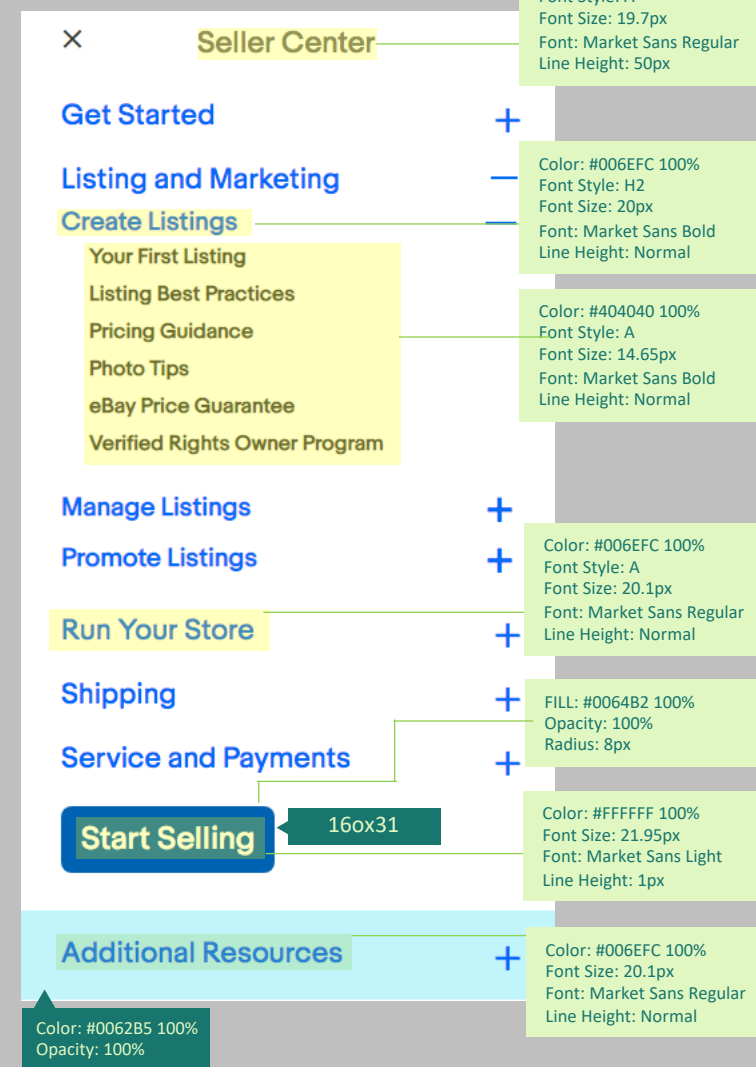 Font Style: A
Font Size: 19.7px
Font: Market Sans Regular
Line Height: 50px
× Seller Center
Get Started +
Listing and Marketing —
Create Listings —
Your First Listing
Listing Best Practices
Pricing Guidance
Photo Tips
eBay Price Guarantee
Verified Rights Owner Program
Color: #006EFC 100%
Font Style: H2
Font Size: 20px
Font: Market Sans Bold
Line Height: Normal
Color: #404040 100%
Font Style: A
Font Size: 14.65px
Font: Market Sans Bold
Line Height: Normal
Manage Listings +
Promote Listings +
Run Your Store +
Color: #006EFC 100%
Font Style: A
Font Size: 20.1px
Font: Market Sans Regular
Line Height: Normal
Shipping +
Service and Payments +
FILL: #0064B2 100%
Opacity: 100%
Radius: 8px
Start Selling
16ox31
Color: #FFFFFF 100%
Font Size: 21.95px
Font: Market Sans Light
Line Height: 1px
Additional Resources +
Color: #006EFC 100%
Font Size: 20.1px
Font: Market Sans Regular
Line Height: Normal
Color: #0062B5 100%
Opacity: 100%